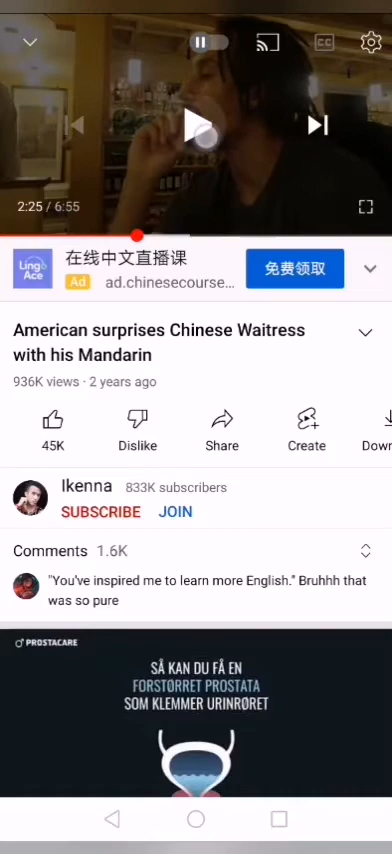 CC
2:25 / 6:55
Ling Ace
在线中文直播课
Ad ad.chinesecourse...
免费领取
American surprises Chinese Waitress
with his Mandarin
936K views · 2 years ago
45K
Dislike
Share
Create
Down
Ikenna 833K subscribers
SUBSCRIBE JOIN
Comments 1.6K
"You've inspired me to learn more English." Bruhhh that
was so pure
PROSTACARE
SÅ KAN DU FÅ EN
FORSTØRRET PROSTATA
SOM KLEMMER URINRØRET